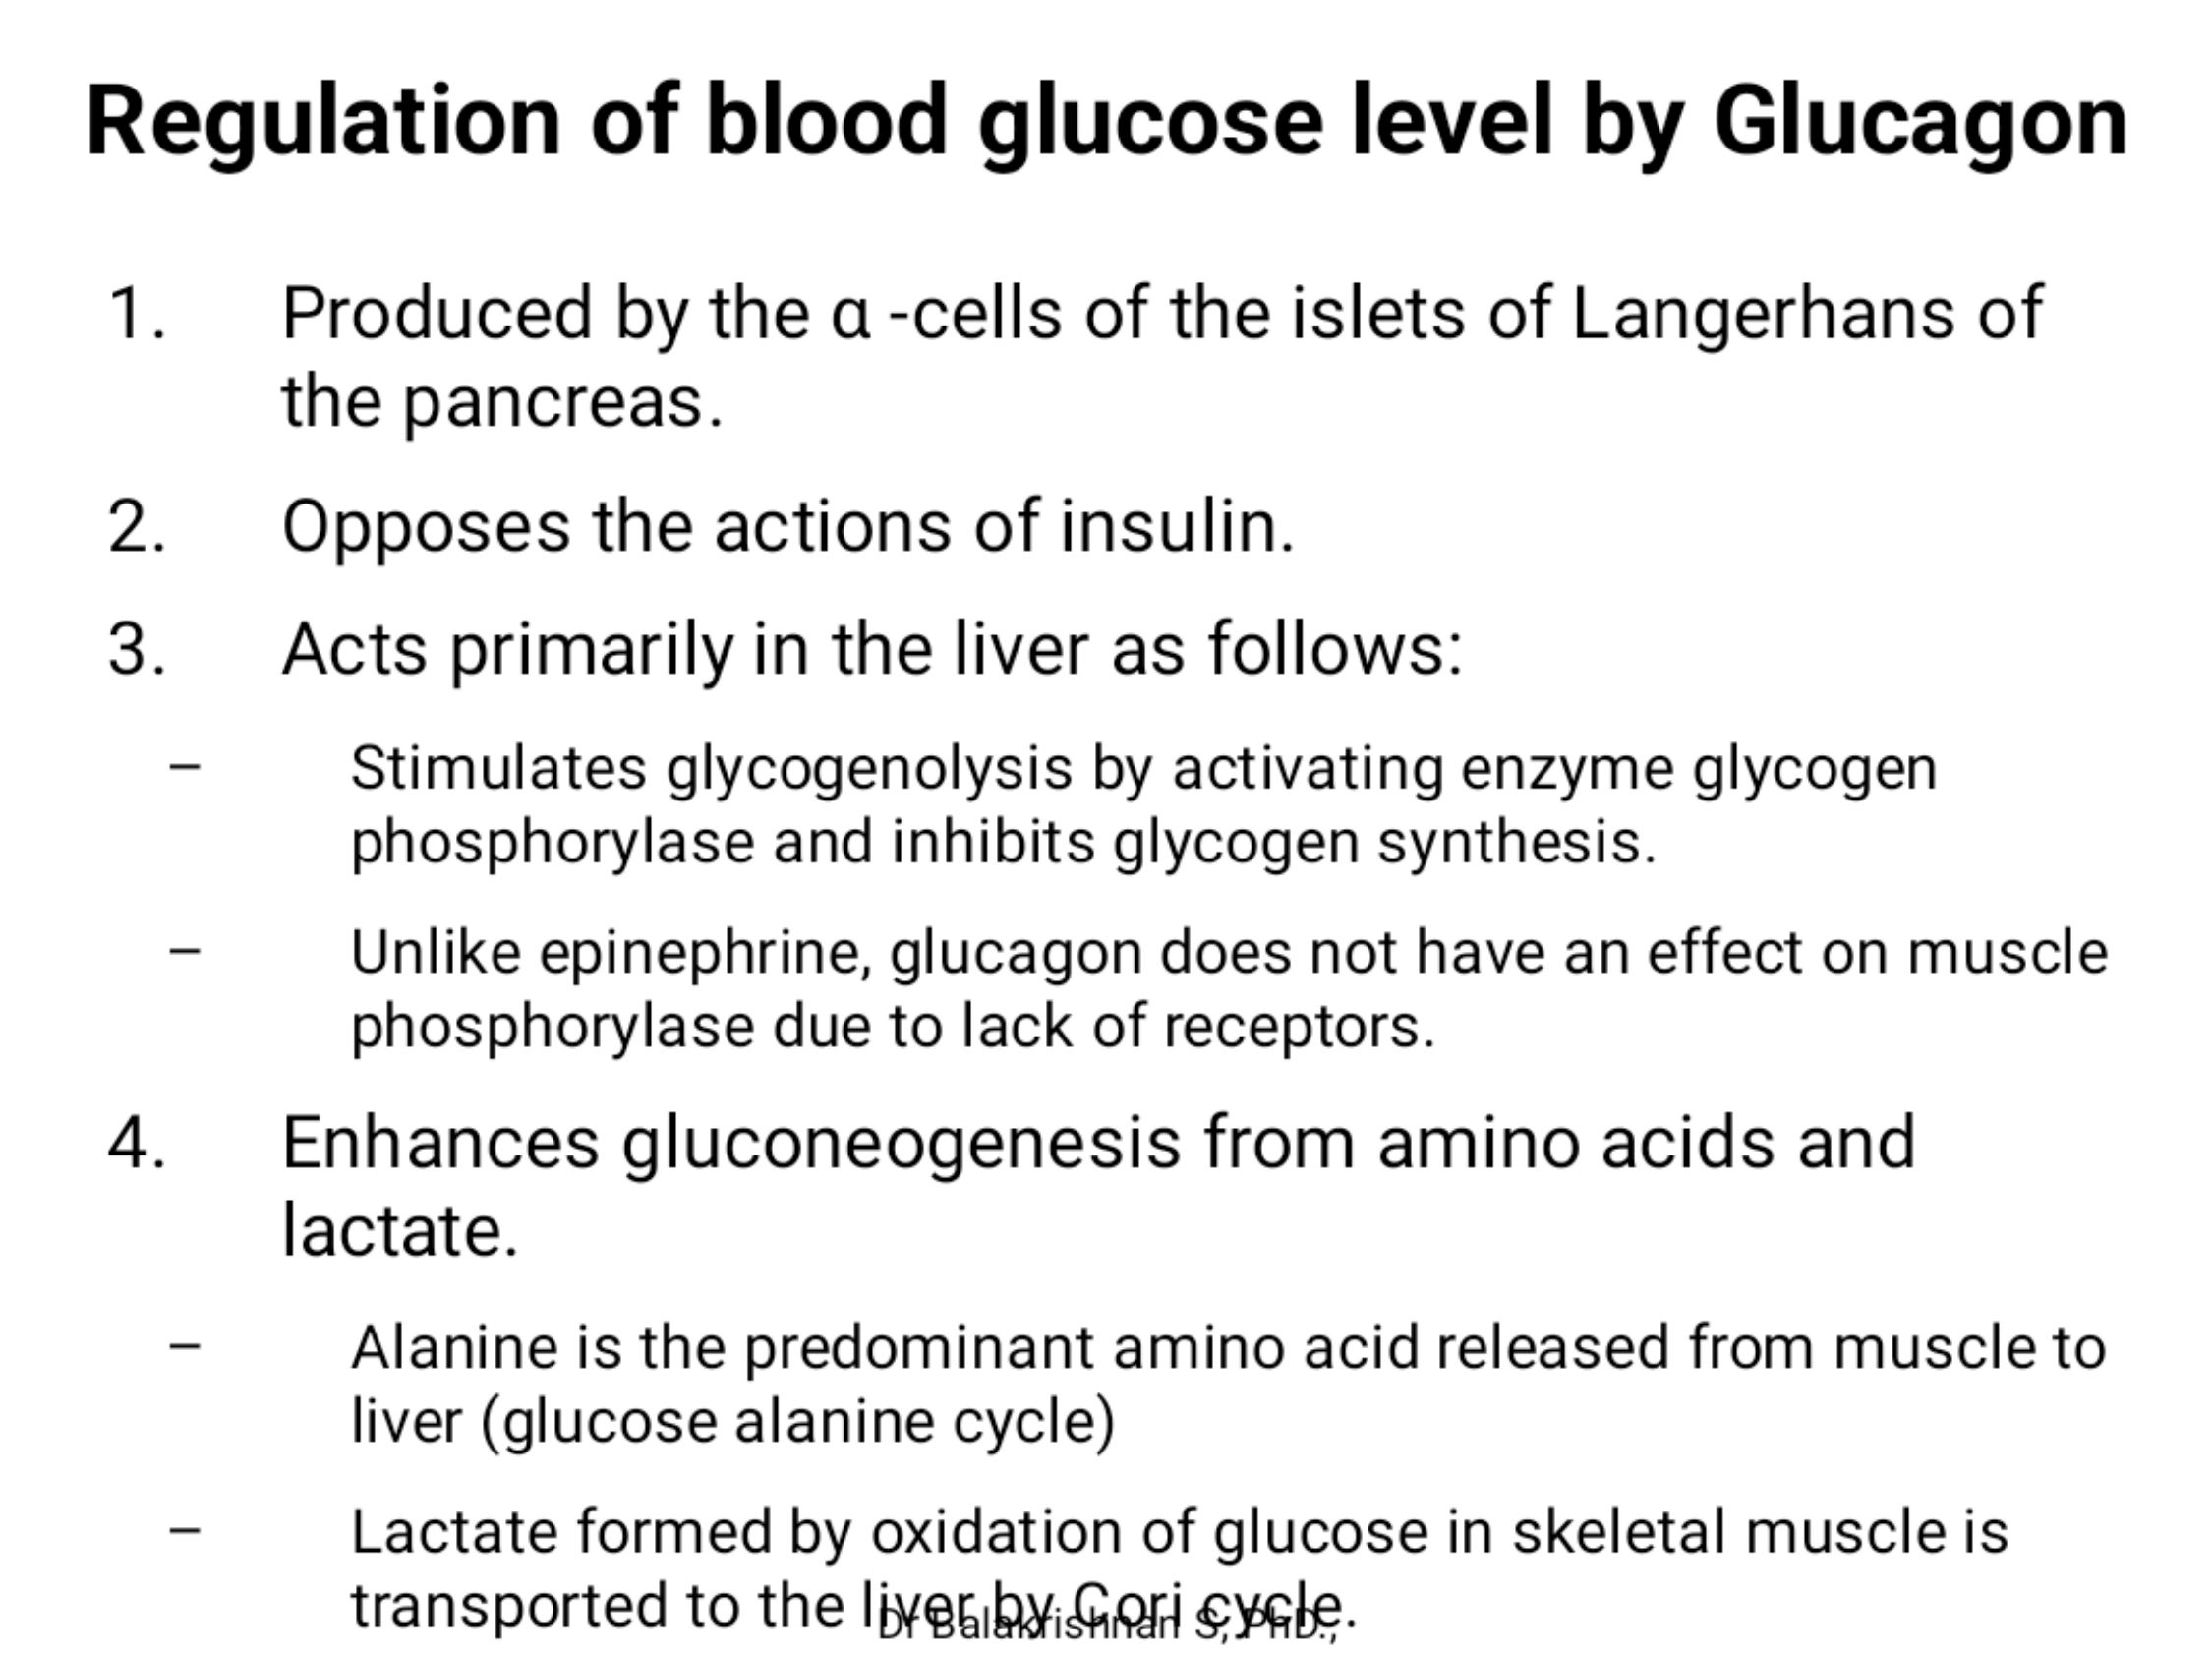 Regulation of blood glucose level by Glucagon
1. Produced by the α -cells of the islets of Langerhans of
the pancreas.
2. Opposes the actions of insulin.
3. Acts primarily in the liver as follows:
– Stimulates glycogenolysis by activating enzyme glycogen
phosphorylase and inhibits glycogen synthesis.
– Unlike epinephrine, glucagon does not have an effect on muscle
phosphorylase due to lack of receptors.
4. Enhances gluconeogenesis from amino acids and
lactate.
– Alanine is the predominant amino acid released from muscle to
liver (glucose alanine cycle)
– Lactate formed by oxidation of glucose in skeletal muscle is
transported to the liver by Cori cycle.
Dr Balakrishnan S, PhD.,